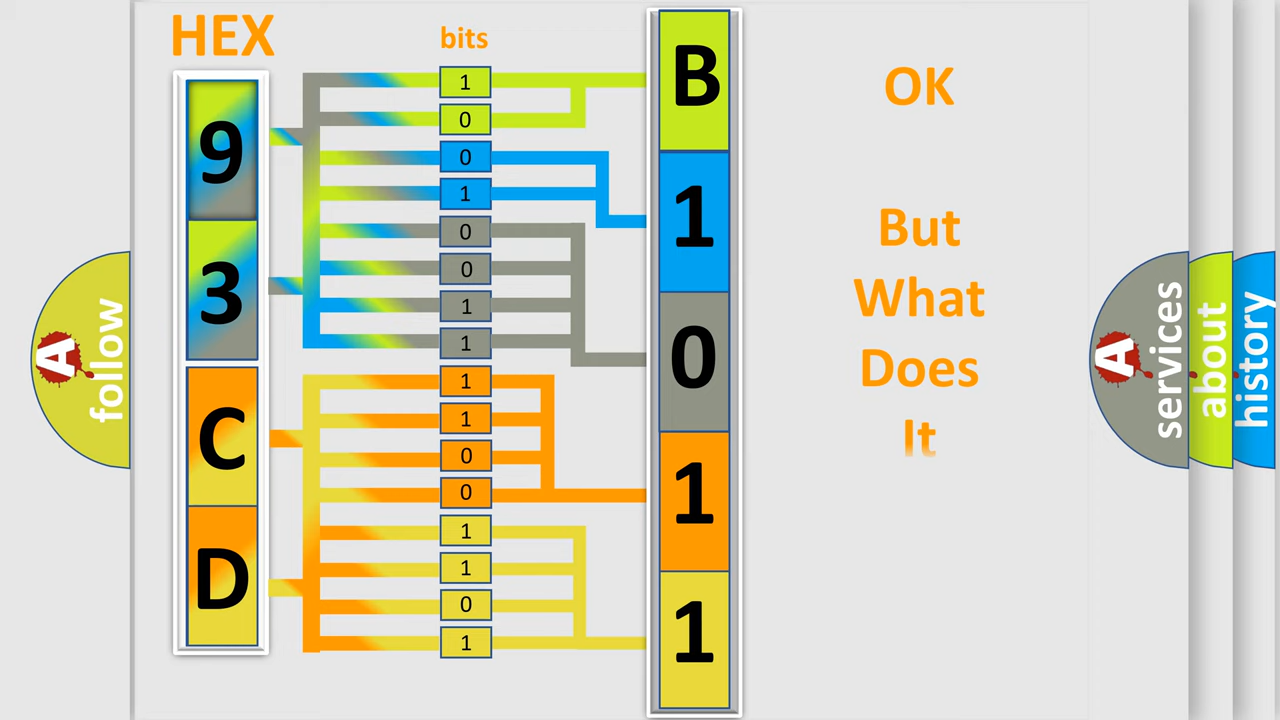 HEX
bits
9
3
C
D
1
0
0
1
0
0
1
1
1
1
0
0
1
1
0
1
B
1
0
1
1
OK
But
What
Does
It
A
follow
A
services
about
history